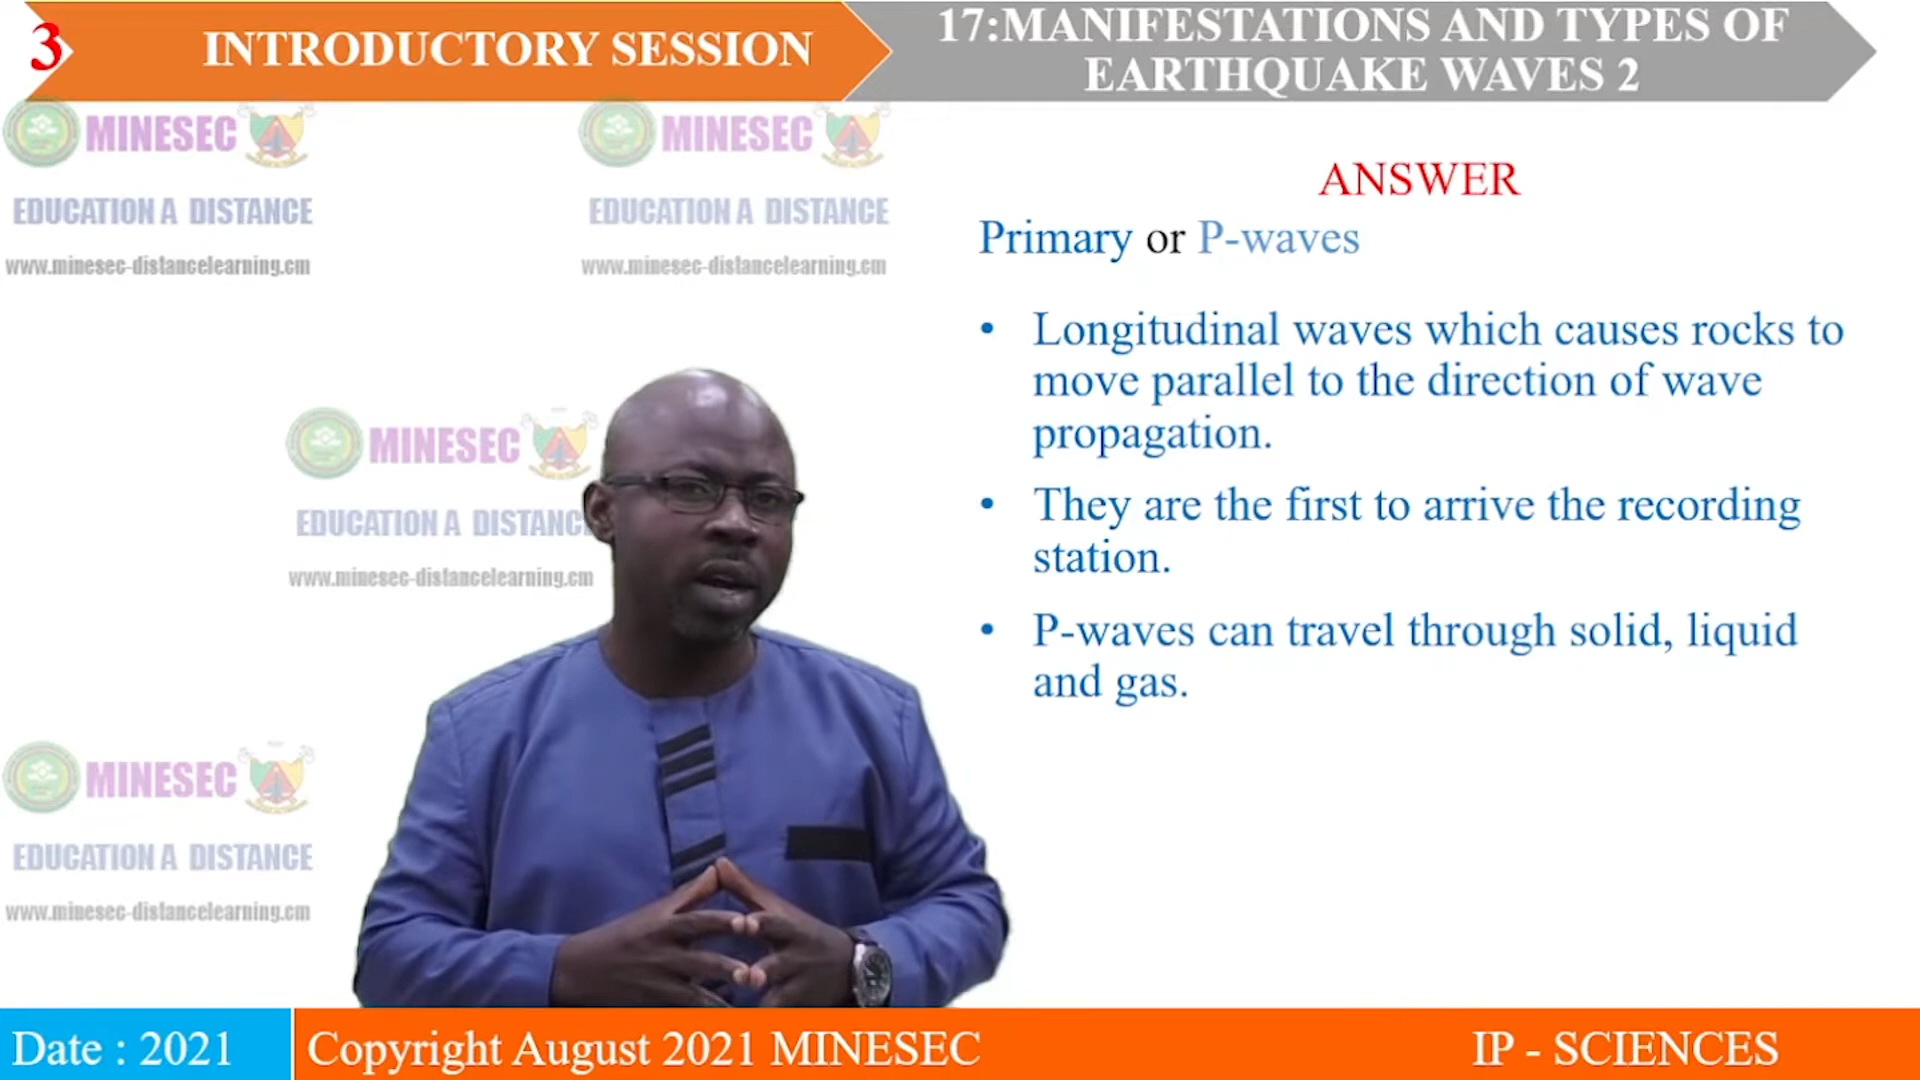 3
INTRODUCTORY SESSION
17:MANIFESTATIONS AND TYPES OF
EARTHQUAKE WAVES 2
MINESEC
EDUCATION A DISTANCE
www.minesec-distancelearning.cm
MINESEC
EDUCATION A DISTANCE
www.minesec-distancelearning.cm
ANSWER
Primary or P-waves
• Longitudinal waves which causes rocks to
move parallel to the direction of wave
propagation.
• They are the first to arrive the recording
station.
• P-waves can travel through solid, liquid
and gas.
MINESEC
EDUCATION A DISTANC
www.minesec-distancelearning.cm
MINESEC
EDUCATION A DISTANCE
www.minesec-distancelearning.cm
Date : 2021
Copyright August 2021 MINESEC
IP - SCIENCES